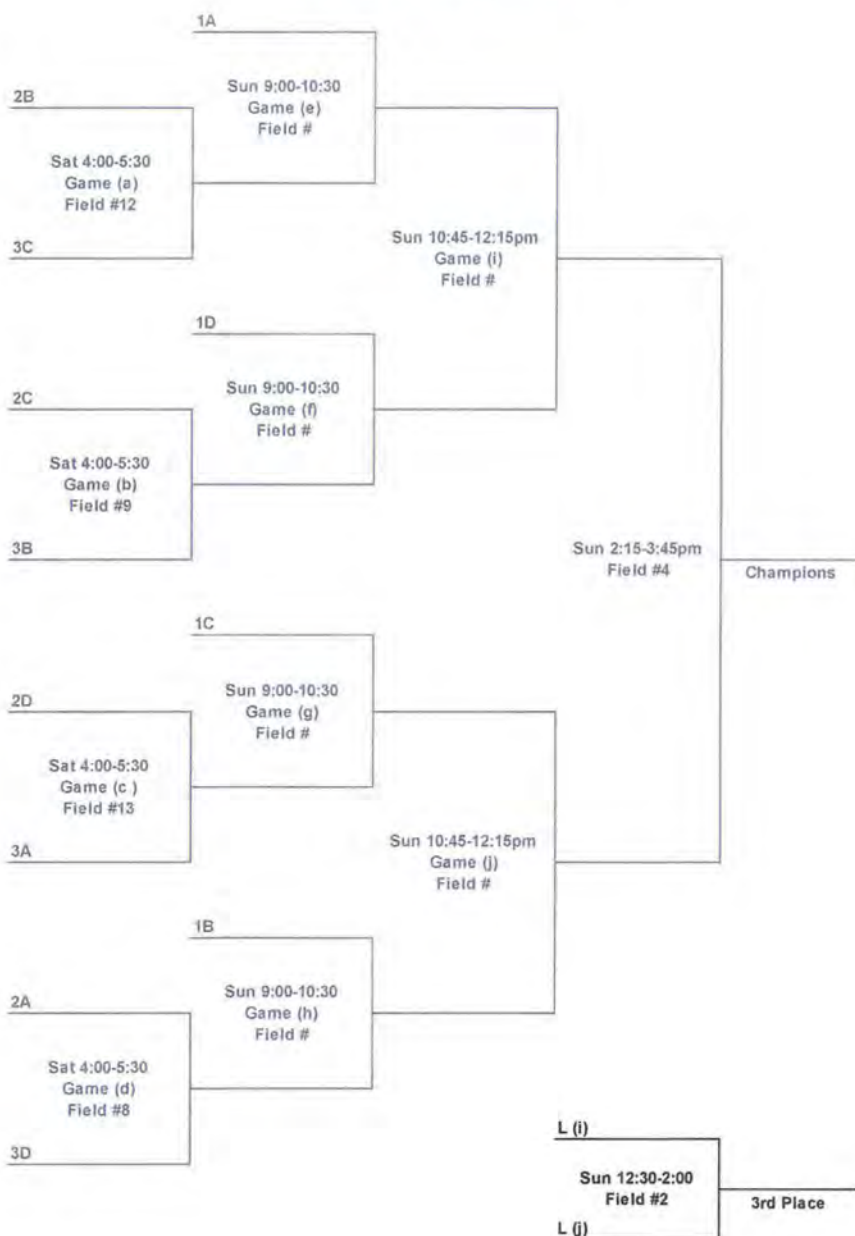 1A
Sun 9:00-10:30
Game (e)
Field #
2B
Sat 4:00-5:30
Game (a)
Field #12
3C
Sun 10:45-12:15pm
Game (i)
Field #
1D
Sun 9:00-10:30
Game (f)
Field #
2C
Sat 4:00-5:30
Game (b)
Field #9
3B
Sun 2:15-3:45pm
Field #4
Champions
1C
Sun 9:00-10:30
Game (g)
Field #
2D
Sat 4:00-5:30
Game (c )
Field #13
3A
Sun 10:45-12:15pm
Game (j)
Field #
1B
Sun 9:00-10:30
Game (h)
Field #
2A
Sat 4:00-5:30
Game (d)
Field #8
3D
L (i)
Sun 12:30-2:00
Field #2
3rd Place
L (j)